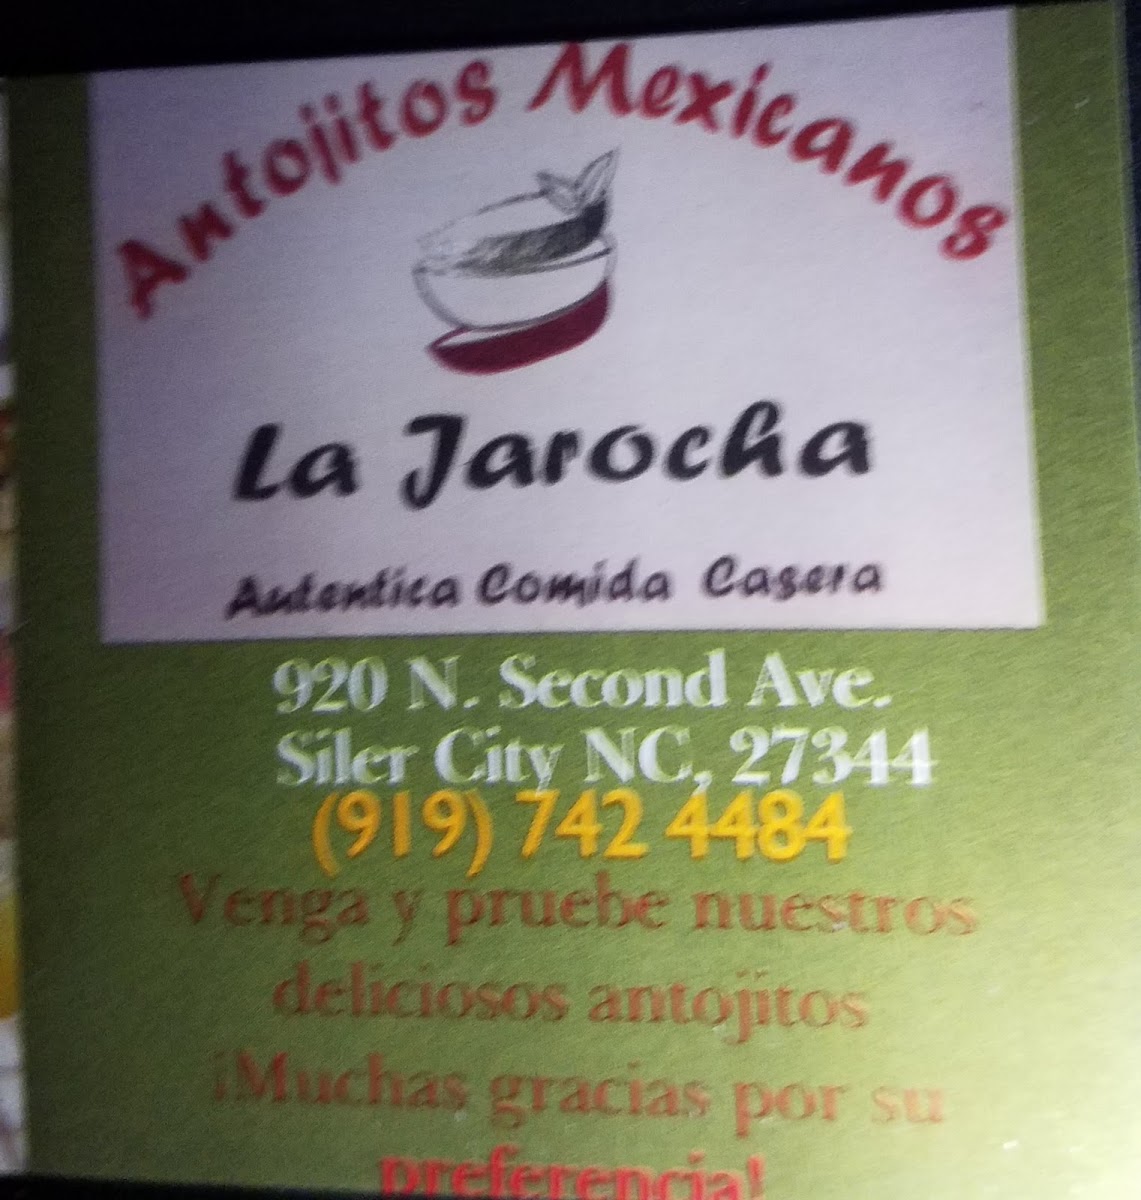 Antojitos Mexicanos
La Jarocha
Autentica Comida Casera
920 N. Second Ave.
Siler City NC, 27344
(919) 742 4484
Venga y pruebe nuestros
deliciosos antojitos
¡Muchas gracias por su
preferencia!